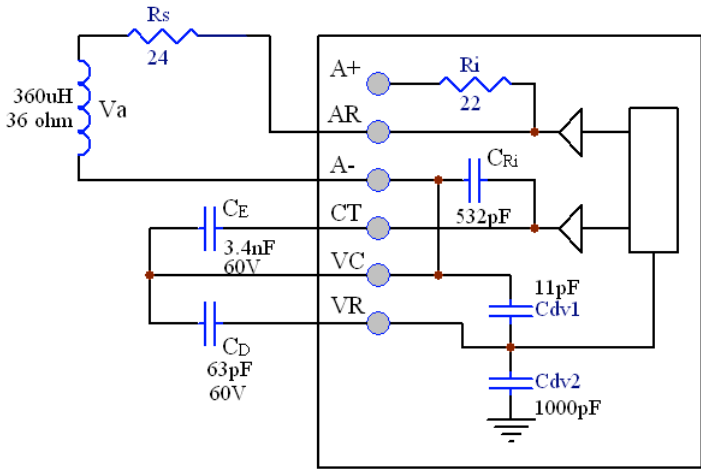 Rs
24
360uH
36 ohm
Va
A+
Ri
22
AR
A-
CRi
532pF
CT
CE
3.4nF
60V
VC
VR
CD
63pF
60V
11pF
Cdv1
Cdv2
1000pF